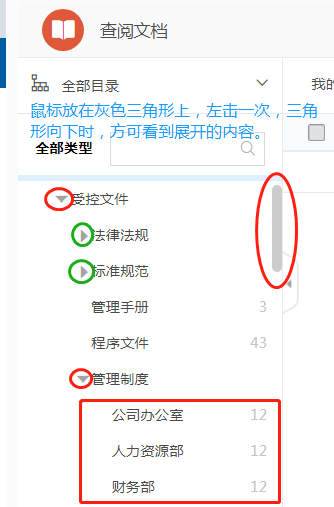 查阅文档
全部目录
我的
鼠标放在灰色三角形上，左击一次，三角
形向下时，方可看到展开的内容。
全部类型
受控文件
法律法规
标准规范
管理手册 3
程序文件 43
管理制度
公司办公室 12
人力资源部 12
财务部 12